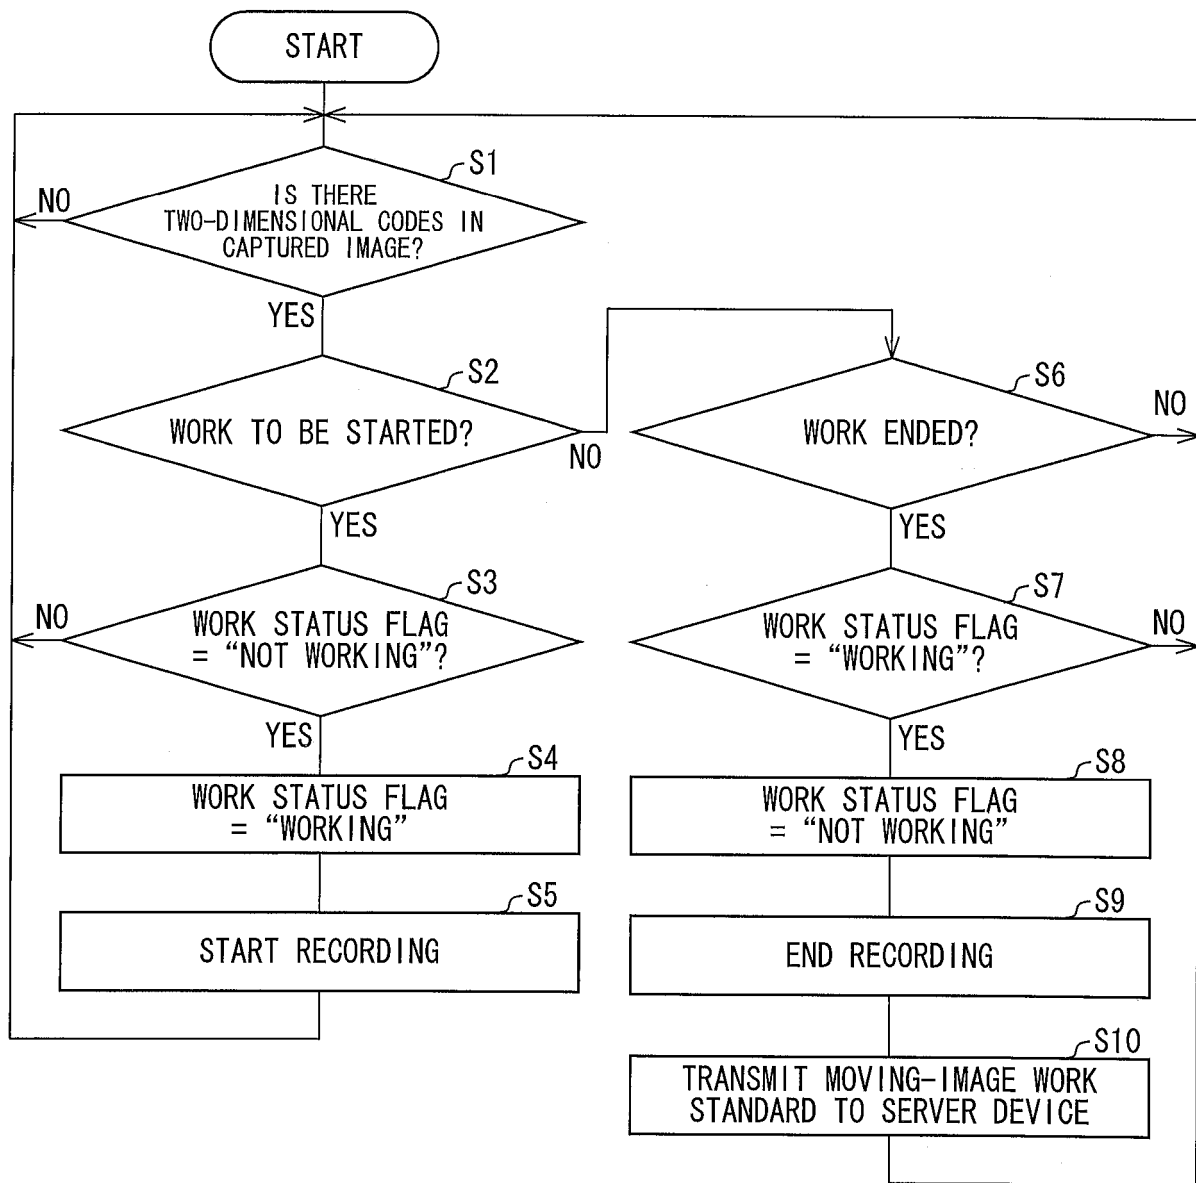 START
S1
NO
IS THERE
TWO-DIMENSIONAL CODES IN
CAPTURED IMAGE?
YES
S2
WORK TO BE STARTED?
NO
YES
S3
NO
WORK STATUS FLAG
= “NOT WORKING”?
YES
S4
WORK STATUS FLAG
= “WORKING”
S5
START RECORDING
S6
NO
WORK ENDED?
YES
S7
NO
WORK STATUS FLAG
= “WORKING”?
YES
S8
WORK STATUS FLAG
= “NOT WORKING”
S9
END RECORDING
S10
TRANSMIT MOVING-IMAGE WORK
STANDARD TO SERVER DEVICE